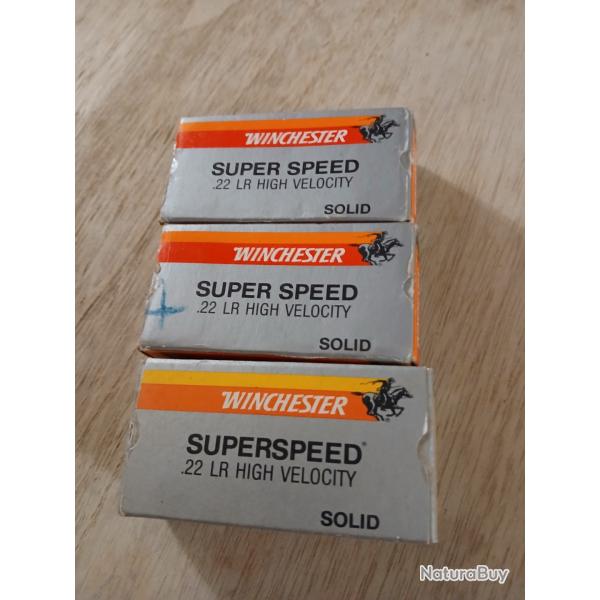 WINCHESTER
SUPER SPEED
.22 LR HIGH VELOCITY
SOLID
WINCHESTER
SUPER SPEED
.22 LR HIGH VELOCITY
SOLID
WINCHESTER
®
SUPERSPEED®
.22 LR HIGH VELOCITY
SOLID
NaturaBuy